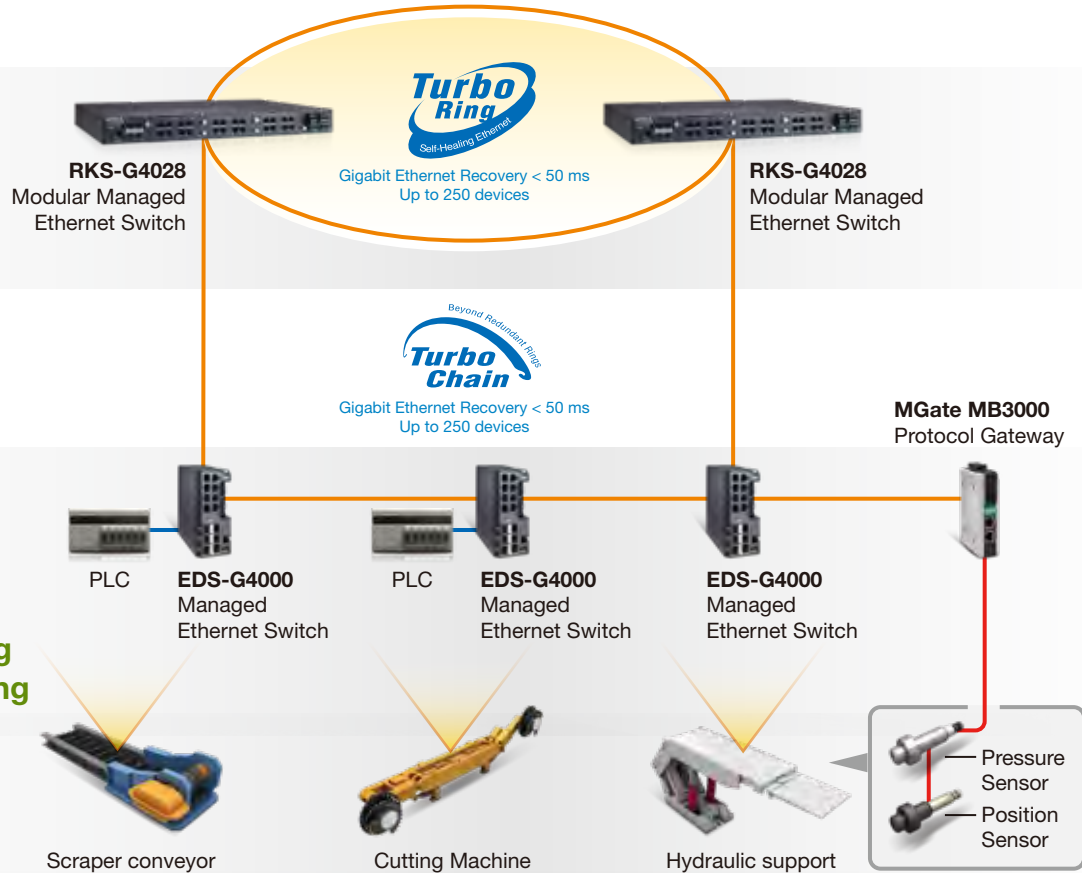 Turbo
Ring
Self-Healing Ethernet
Gigabit Ethernet Recovery < 50 ms
Up to 250 devices
RKS-G4028
Modular Managed
Ethernet Switch
RKS-G4028
Modular Managed
Ethernet Switch
Beyond Redundant Rings
Turbo
Chain
Gigabit Ethernet Recovery < 50 ms
Up to 250 devices
MGate MB3000
Protocol Gateway
PLC
EDS-G4000
Managed
Ethernet Switch
PLC
EDS-G4000
Managed
Ethernet Switch
EDS-G4000
Managed
Ethernet Switch
g
ng
Pressure
Sensor
Position
Sensor
Scraper conveyor
Cutting Machine
Hydraulic support